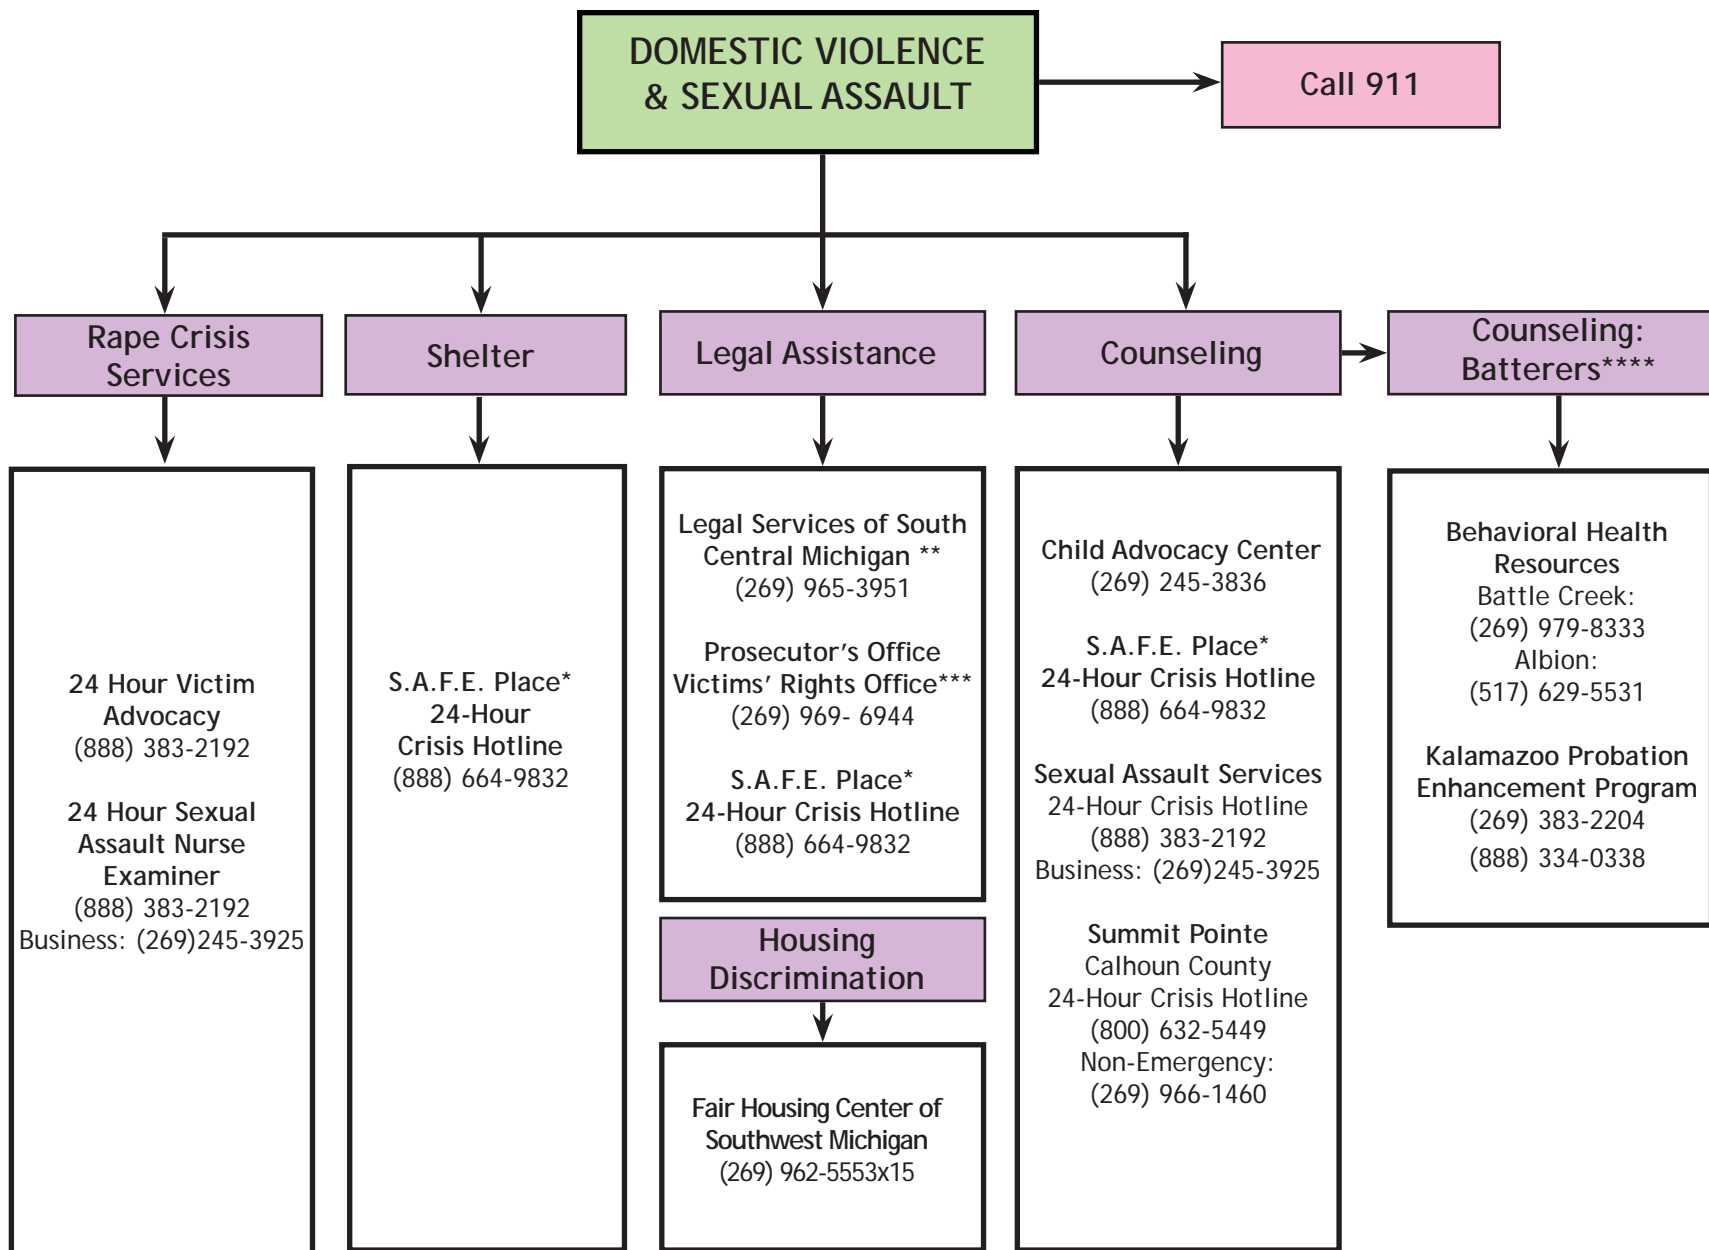 DOMESTIC VIOLENCE
& SEXUAL ASSAULT
Call 911
Rape Crisis
Services
Shelter
Legal Assistance
Counseling
Counseling:
Batterers****
24 Hour Victim
Advocacy
(888) 383-2192
24 Hour Sexual
Assault Nurse
Examiner
(888) 383-2192
Business: (269)245-3925
S.A.F.E. Place*
24-Hour
Crisis Hotline
(888) 664-9832
Legal Services of South
Central Michigan **
(269) 965-3951
Prosecutor's Office
Victims' Rights Office***
(269) 969- 6944
S.A.F.E. Place*
24-Hour Crisis Hotline
(888) 664-9832
Housing
Discrimination
Fair Housing Center of
Southwest Michigan
(269) 962-5553x15
Child Advocacy Center
(269) 245-3836
S.A.F.E. Place*
24-Hour Crisis Hotline
(888) 664-9832
Sexual Assault Services
24-Hour Crisis Hotline
(888) 383-2192
Business: (269)245-3925
Summit Pointe
Calhoun County
24-Hour Crisis Hotline
(800) 632-5449
Non-Emergency:
(269) 966-1460
Behavioral Health
Resources
Battle Creek:
(269) 979-8333
Albion:
(517) 629-5531
Kalamazoo Probation
Enhancement Program
(269) 383-2204
(888) 334-0338